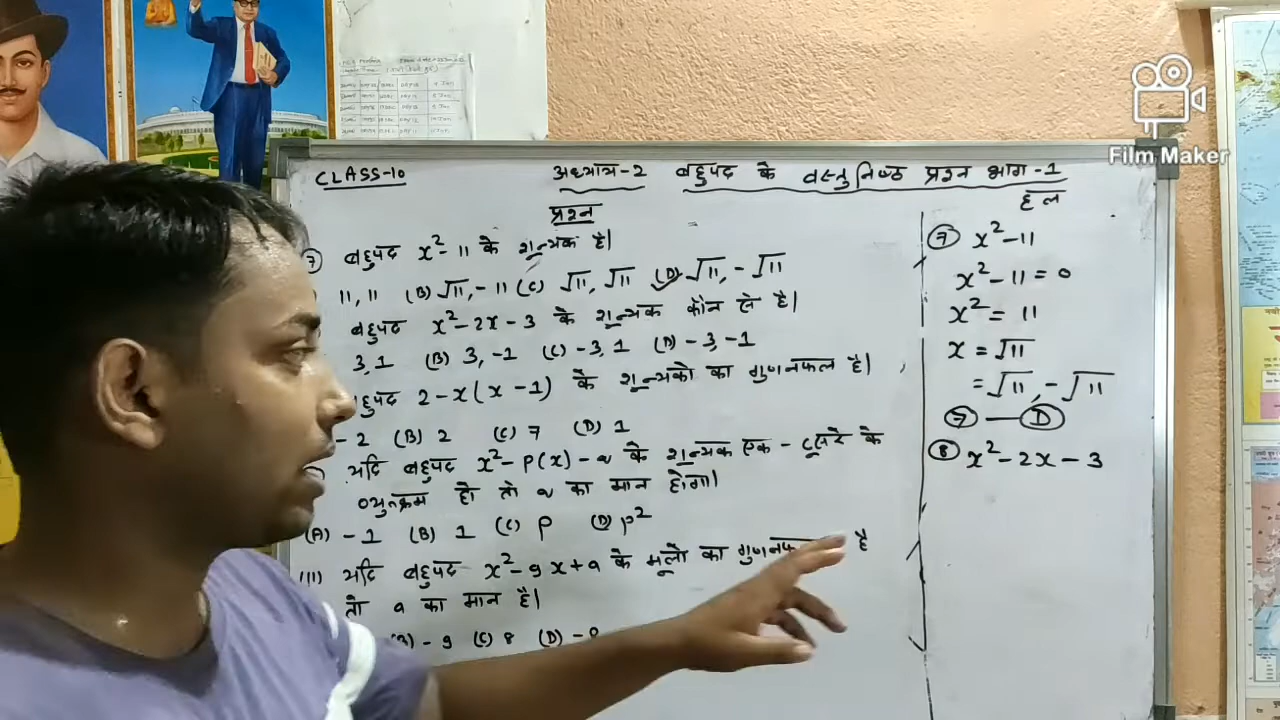 Film Maker
CLASS-10 अध्याय-2 बहुपद के वस्तुनिष्ठ प्रश्न भाग-1
प्रश्न
7 बहुपद x²-11 के शून्यक है।
11,11 (B) √11,-11 (C) √11, √11 (D) √11, -√11
बहुपद x²-2x-3 के शून्यक कौन से है।
3,1 (B) 3,-1 (C) -3,1 (D) -3,-1
बहुपद 2-x(x-1) के शून्यको का गुणनफल है।
-2 (B) 2 (C) 7 (D) 1
यदि बहुपद x²-p(x)-a के शून्यक एक-दूसरे के
व्युत्क्रम हो तो a का मान होगा।
(A) -1 (B) 1 (C) p (D) p²
(11) यदि बहुपद x²-9x+a के मूलो का है
तो a का मान है।
-9 (C) 8 (D)
हल
7 x²-11
x²-11=0
x²= 11
x=√11
=√11,-√11
7 — D
8 x²-2x-3